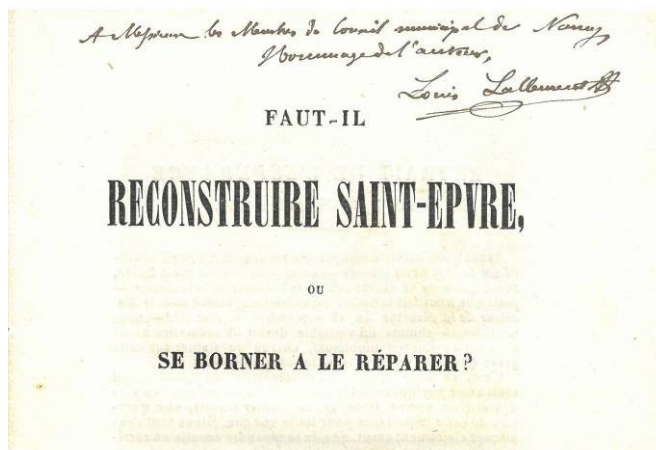 A Messieurs les Membres du Conseil municipal de Nancy
Hommage de l'auteur,
Louis Lallement
FAUT-IL
RECONSTRUIRE SAINT-EPVRE,
OU
SE BORNER A LE RÉPARER?